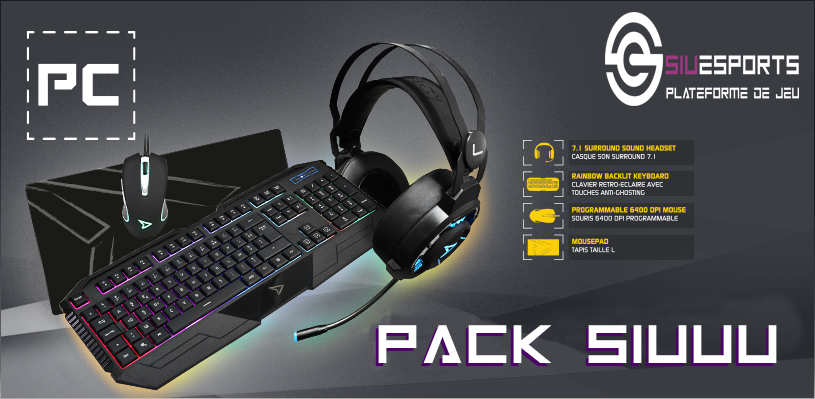 PC
SIUESPORTS
PLATEFORME DE JEU
7.1 SURROUND SOUND HEADSET
CASQUE SON SURROUND 7.1
RAINBOW BACKLIT KEYBOARD
CLAVIER RETRO-ECLAIRE AVEC
TOUCHES ANTI-GHOSTING
PROGRAMMABLE 6400 DPI MOUSE
SOURIS 6400 DPI PROGRAMMABLE
MOUSEPAD
TAPIS TAILLE L
L
PACK SIUUU